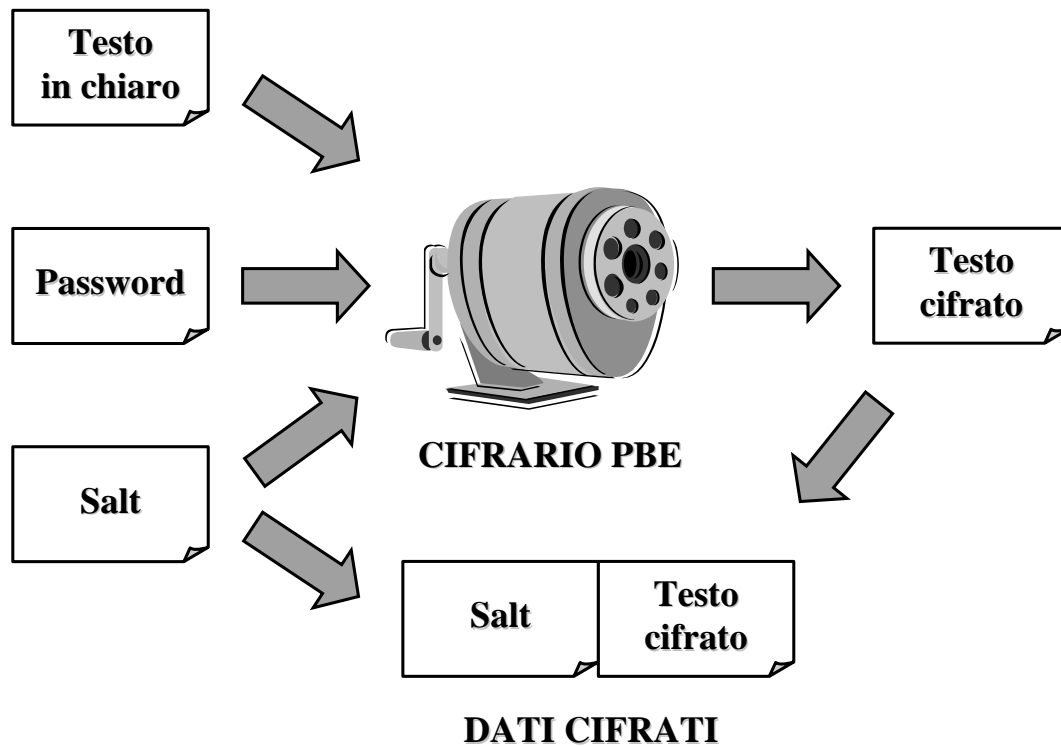 Testo
in chiaro
Password
Salt
CIFRARIO PBE
Testo
cifrato
Salt
Testo
cifrato
DATI CIFRATI